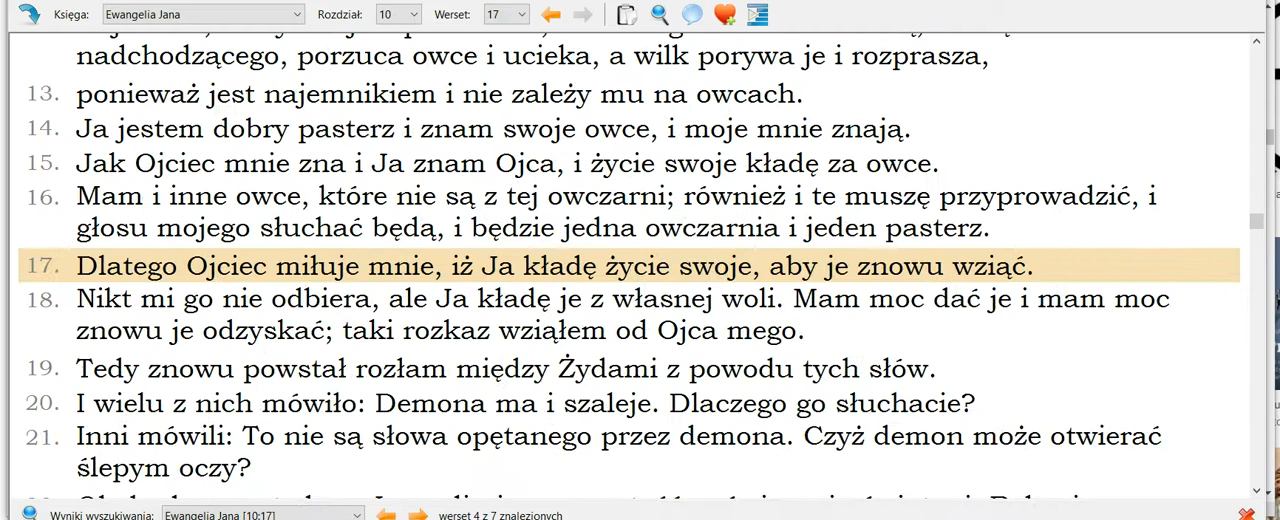 Księga: Ewangelia Jana Rozdział: 10 Werset: 17
nadchodzącego, porzuca owce i ucieka, a wilk porywa je i rozprasza,
13. ponieważ jest najemnikiem i nie zależy mu na owcach.
14. Ja jestem dobry pasterz i znam swoje owce, i moje mnie znają.
15. Jak Ojciec mnie zna i Ja znam Ojca, i życie swoje kładę za owce.
16. Mam i inne owce, które nie są z tej owczarni; również i te muszę przyprowadzić, i
głosu mojego słuchać będą, i będzie jedna owczarnia i jeden pasterz.
17. Dlatego Ojciec miłuje mnie, iż Ja kładę życie swoje, aby je znowu wziąć.
18. Nikt mi go nie odbiera, ale Ja kładę je z własnej woli. Mam moc dać je i mam moc
znowu je odzyskać; taki rozkaz wziąłem od Ojca mego.
19. Tedy znowu powstał rozłam między Żydami z powodu tych słów.
20. I wielu z nich mówiło: Demona ma i szaleje. Dlaczego go słuchacie?
21. Inni mówili: To nie są słowa opętanego przez demona. Czyż demon może otwierać
ślepym oczy?
Wyniki wyszukiwania: Ewangelia Jana [10:17] werset 4 z 7 znalezionych